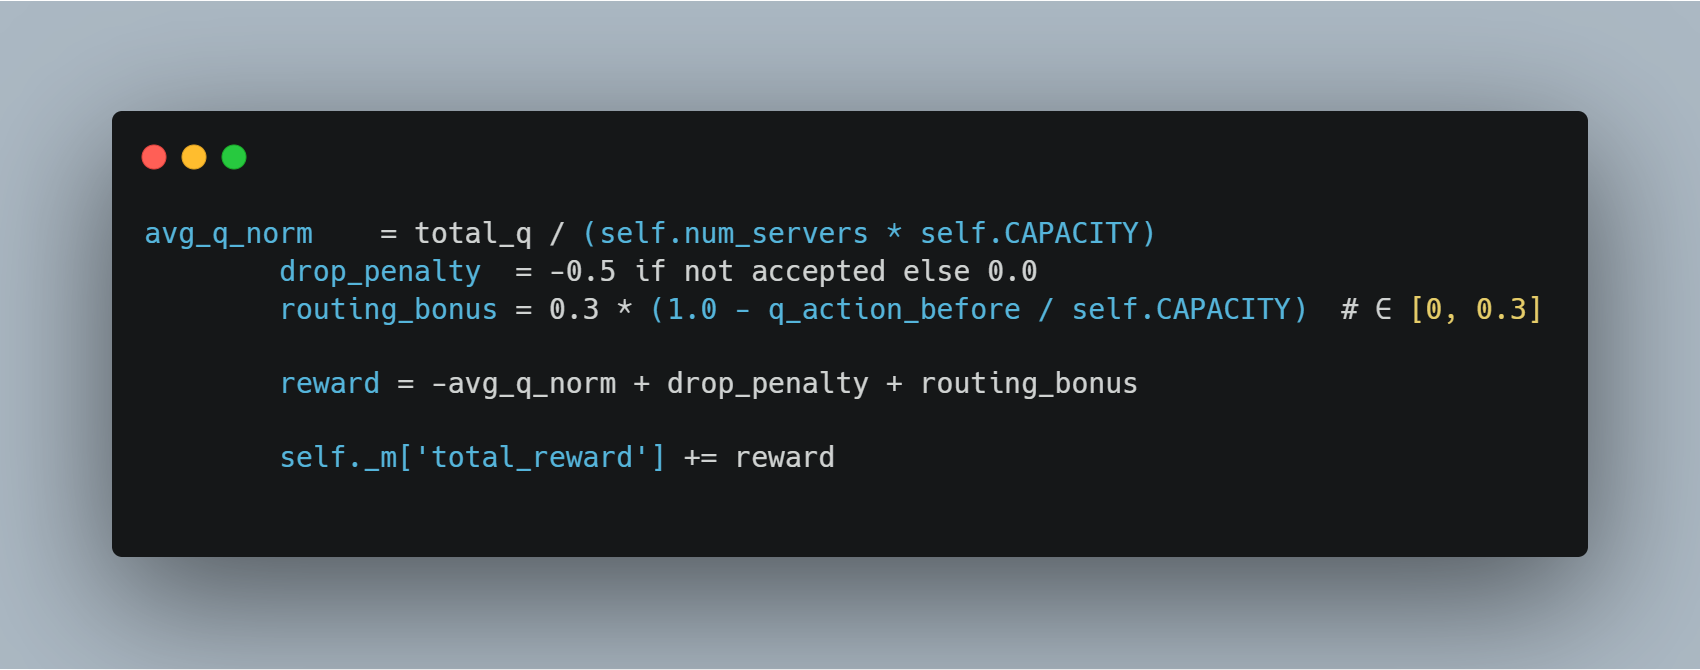 avg_q_norm    = total_q / (self.num_servers * self.CAPACITY)
        drop_penalty  = -0.5 if not accepted else 0.0
        routing_bonus = 0.3 * (1.0 - q_action_before / self.CAPACITY)  # ∈ [0, 0.3]
        reward = -avg_q_norm + drop_penalty + routing_bonus
        self._m['total_reward'] += reward